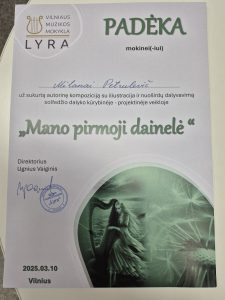 VILNIAUS
MUZIKOS
MOKYKLA
LYRA
PADĖKA
mokinei(-iui)
už sukurtą autorinę kompoziciją su iliustracija ir nuoširdų dalyvavimą
solfedžio dalyko kūrybinėje - projektinėje veikloje
„Mano pirmoji dainelė“
Direktorius
Ugnius Vaiginis
2025.03.10
Vilnius